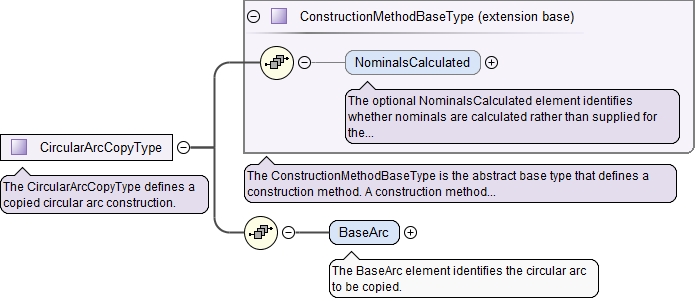 ConstructionMethodBaseType (extension base)
NominalsCalculated
The optional NominalsCalculated element identifies
whether nominals are calculated rather than supplied for
the...
CircularArcCopyType
The CircularArcCopyType defines a
copied circular arc construction.
The ConstructionMethodBaseType is the abstract base type that defines a
construction method. A construction method...
BaseArc
The BaseArc element identifies the circular arc
to be copied.